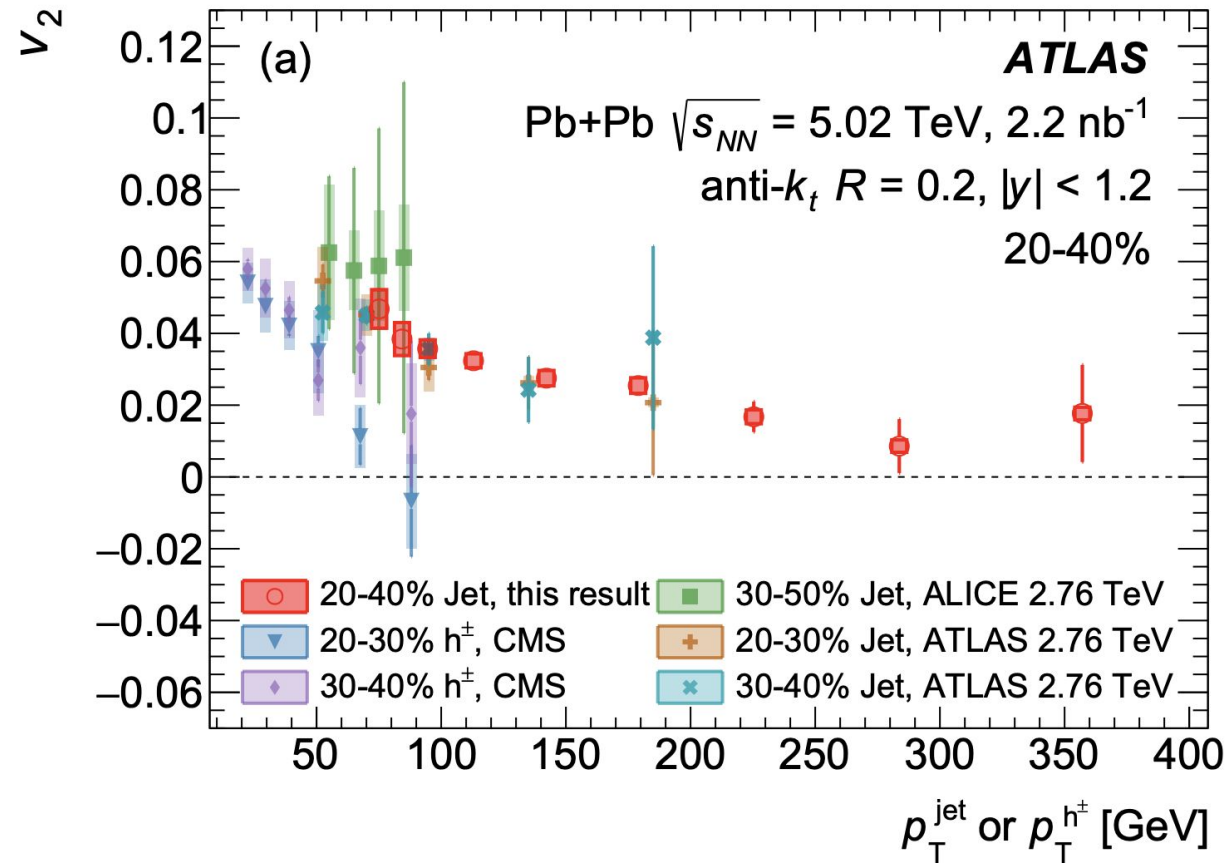 v₂
0.12
0.1
0.08
0.06
0.04
0.02
0
−0.02
−0.04
−0.06
(a)
ATLAS
Pb+Pb √s_NN = 5.02 TeV, 2.2 nb⁻¹
anti-kₜ R = 0.2, |y| < 1.2
20-40%
20-40% Jet, this result
30-50% Jet, ALICE 2.76 TeV
20-30% h±, CMS
20-30% Jet, ATLAS 2.76 TeV
30-40% h±, CMS
30-40% Jet, ATLAS 2.76 TeV
50 100 150 200 250 300 350 400
p_T^jet or p_T^h± [GeV]